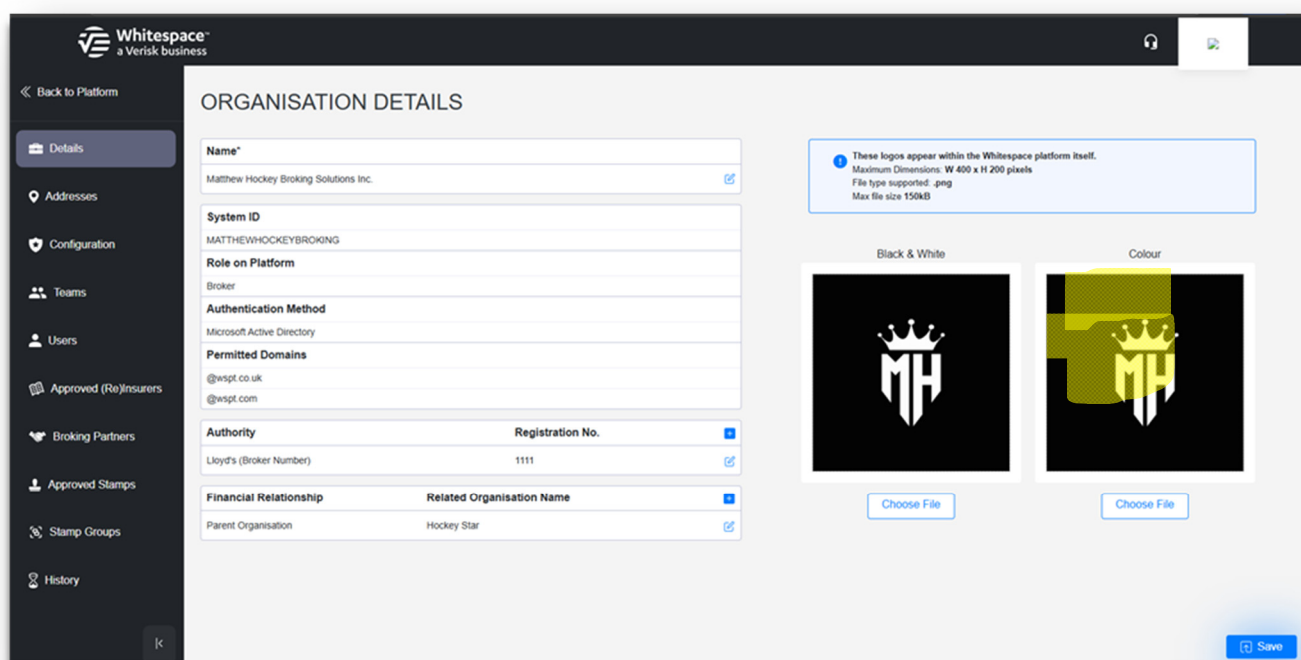 Whitespace™
a Verisk business
Back to Platform
Details
Addresses
Configuration
Teams
Users
Approved (Re)Insurers
Broking Partners
Approved Stamps
Stamp Groups
History
ORGANISATION DETAILS
Name*
Matthew Hockey Broking Solutions Inc.
System ID
MATTHEWHOCKEYBROKING
Role on Platform
Broker
Authentication Method
Microsoft Active Directory
Permitted Domains
@wspt.co.uk
@wspt.com
Authority Registration No.
Lloyd's (Broker Number) 1111
Financial Relationship Related Organisation Name
Parent Organisation Hockey Star
These logos appear within the Whitespace platform itself.
Maximum Dimensions: W 400 x H 200 pixels
File type supported: .png
Max file size 150kB
Black & White Colour
MH MH
Choose File Choose File
Save